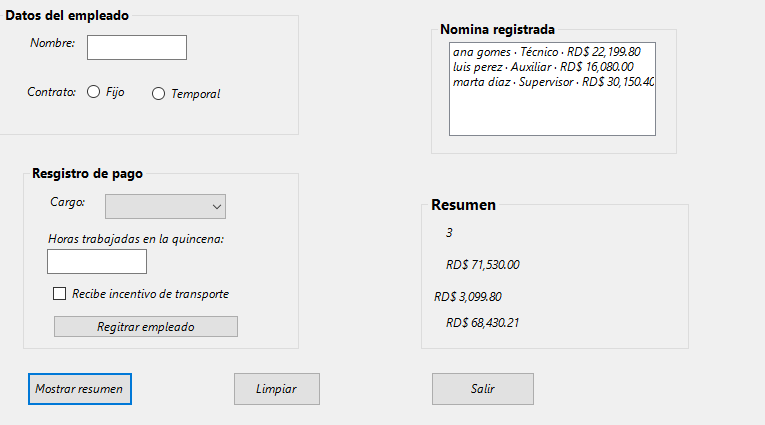 Datos del empleado
Nombre:
Contrato:
Fijo
Temporal
Nomina registrada
ana gomes · Técnico · RD$ 22,199.80
luis perez · Auxiliar · RD$ 16,080.00
marta diaz · Supervisor · RD$ 30,150.40
Resgistro de pago
Cargo:
Horas trabajadas en la quincena:
Recibe incentivo de transporte
Regitrar empleado
Resumen
3
RD$ 71,530.00
RD$ 3,099.80
RD$ 68,430.21
Mostrar resumen
Limpiar
Salir